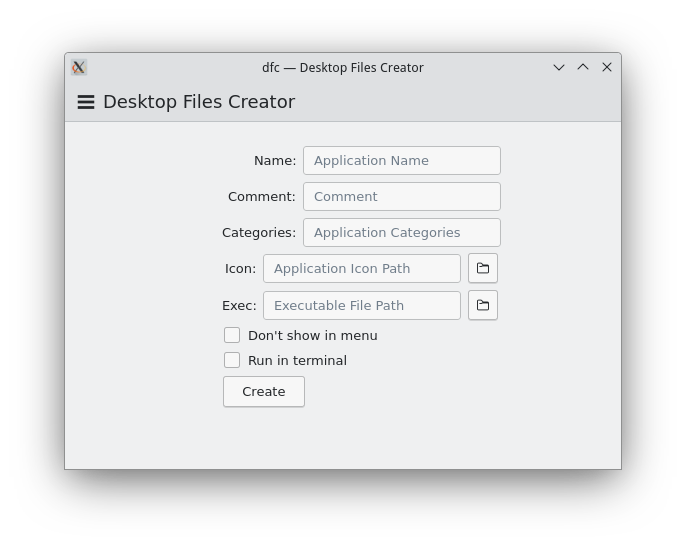 dfc — Desktop Files Creator
Desktop Files Creator
Name: Application Name
Comment: Comment
Categories: Application Categories
Icon: Application Icon Path
Exec: Executable File Path
Don't show in menu
Run in terminal
Create